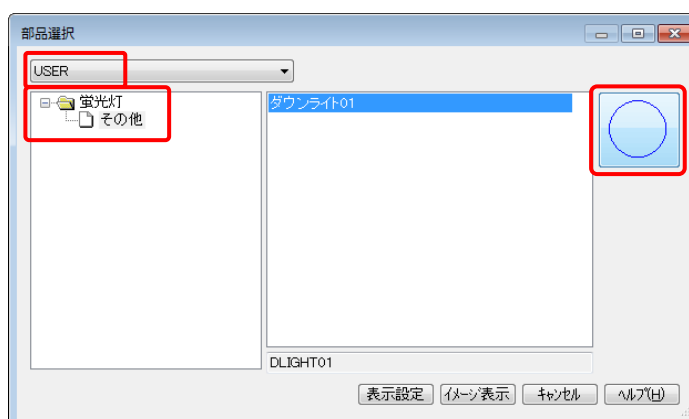 部品選択
USER
蛍光灯
その他
ダウンライト01
DLIGHT01
表示設定 イメージ表示 キャンセル ヘルプ(H)